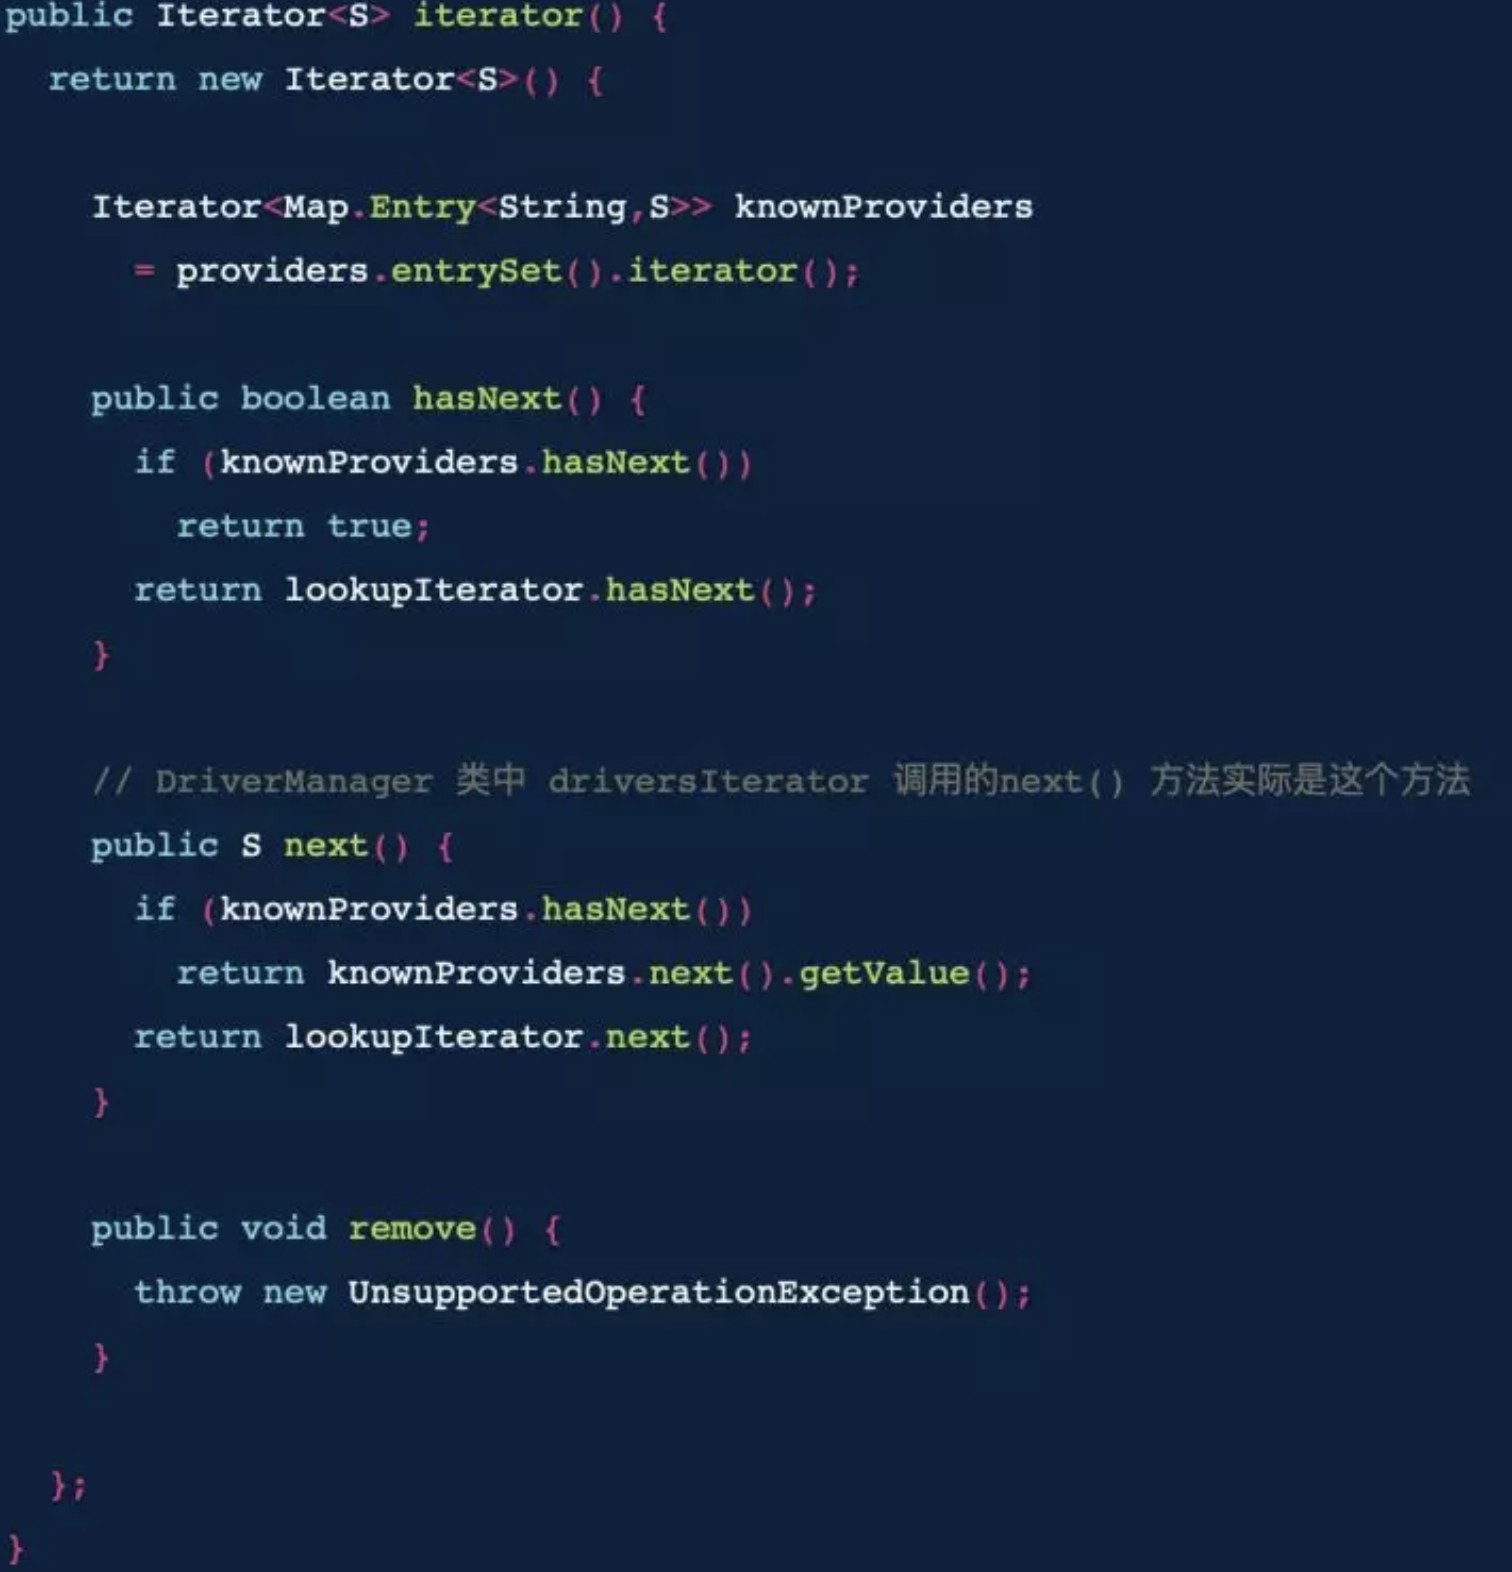 public Iterator<S> iterator() {
return new Iterator<S>() {
Iterator<Map.Entry<String,S>> knownProviders
= providers.entrySet().iterator();
public boolean hasNext() {
if (knownProviders.hasNext())
return true;
return lookupIterator.hasNext();
}
// DriverManager 类中 driversIterator 调用的next() 方法实际是这个方法
public S next() {
if (knownProviders.hasNext())
return knownProviders.next().getValue();
return lookupIterator.next();
}
public void remove() {
throw new UnsupportedOperationException();
}
};
}